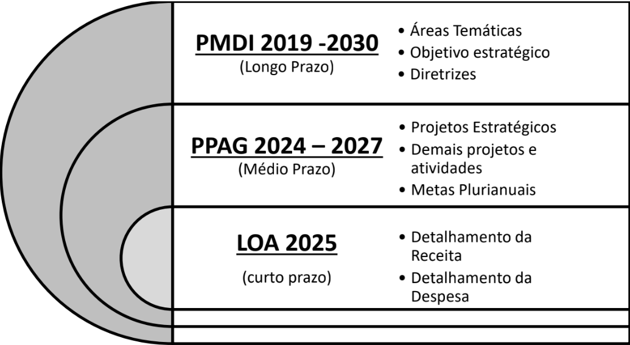 PMDI 2019 -2030
(Longo Prazo)
• Áreas Temáticas
• Objetivo estratégico
• Diretrizes
PPAG 2024 – 2027
(Médio Prazo)
• Projetos Estratégicos
• Demais projetos e
atividades
• Metas Plurianuais
LOA 2025
(curto prazo)
• Detalhamento da
Receita
• Detalhamento da
Despesa